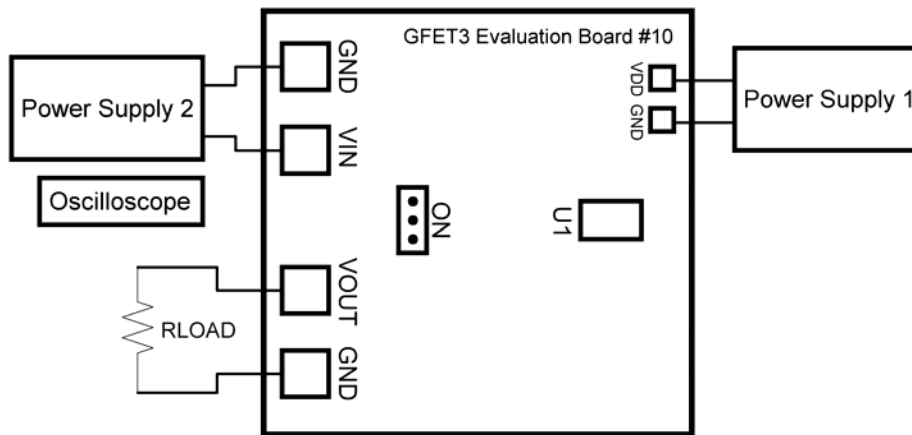 GFET3 Evaluation Board #10
GND
VDD
Power Supply 2
Power Supply 1
GND
VIN
Oscilloscope
ON
U1
VOUT
RLOAD
GND